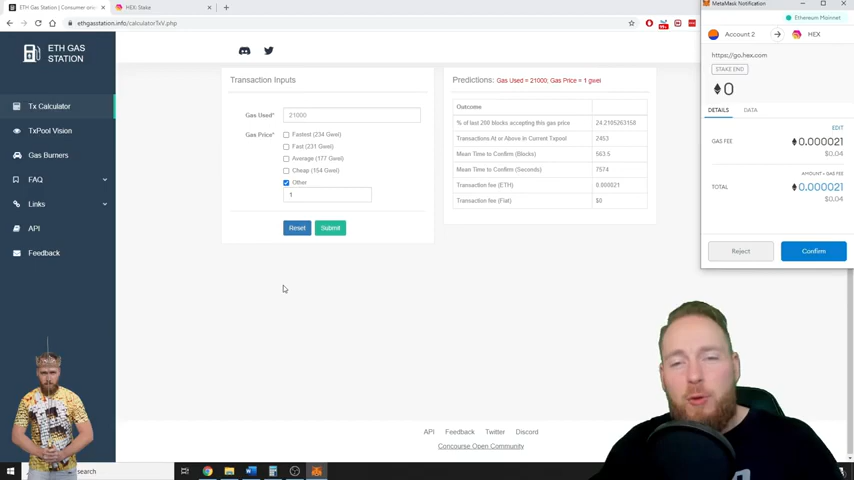 ETH Gas Station | Consumer on
HEX: Stake
ethgasstation.info/calculatorTxV.php
ETH GAS
STATION
Tx Calculator
TxPool Vision
Gas Burners
FAQ
Links
API
Feedback
Transaction Inputs
Gas Used*
21000
Gas Price*
Fastest (234 Gwei)
Fast (231 Gwei)
Average (177 Gwei)
Cheap (154 Gwei)
Other
1
Reset
Submit
Predictions: Gas Used = 21000; Gas Price = 1 gwei
Outcome
% of last 200 blocks accepting this gas price
24.2105263158
Transactions At or Above in Current Txpool
2453
Mean Time to Confirm (Blocks)
563.5
Mean Time to Confirm (Seconds)
7574
Transaction fee (ETH)
0.000021
Transaction fee (Fiat)
$0
MetaMask Notification
Ethereum Mainnet
Account 2
HEX
https://go.hex.com
STAKE END
0
DETAILS
DATA
EDIT
GAS FEE
0.000021
$0.04
AMOUNT + GAS FEE
TOTAL
0.000021
$0.04
Reject
Confirm
API
Feedback
Twitter
Discord
Concourse Open Community
search